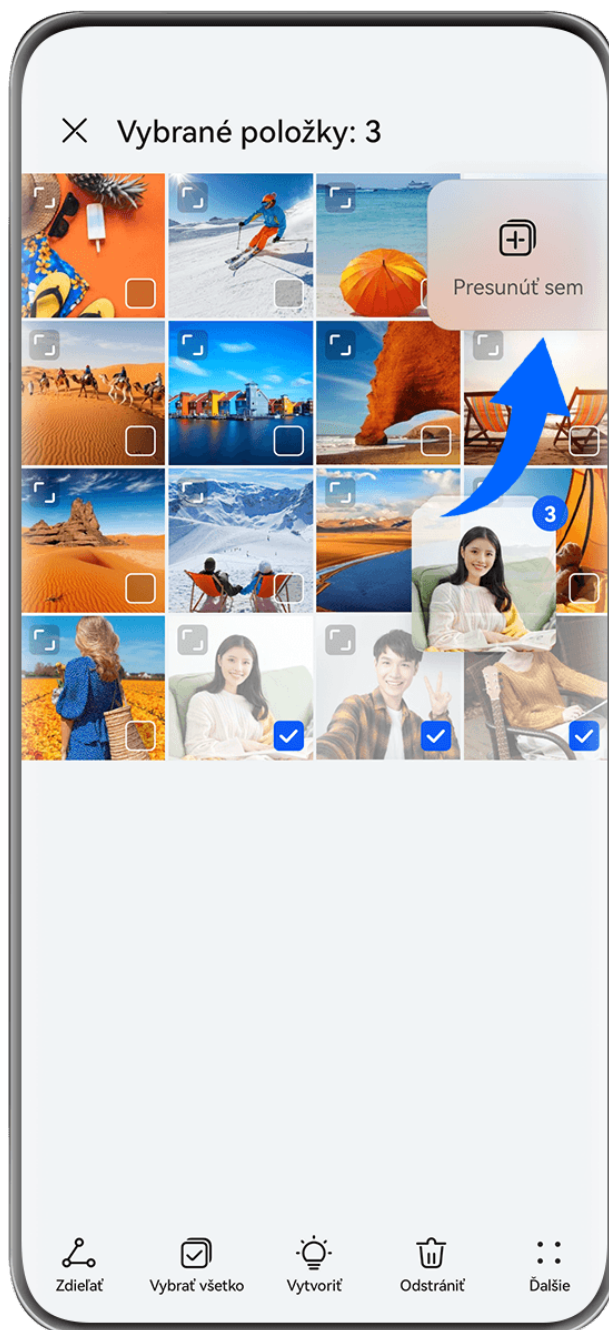 Vybrané položky: 3
Presunúť sem
3
Zdieľať
Vybrať všetko
Vytvoriť
Odstrániť
Ďalšie